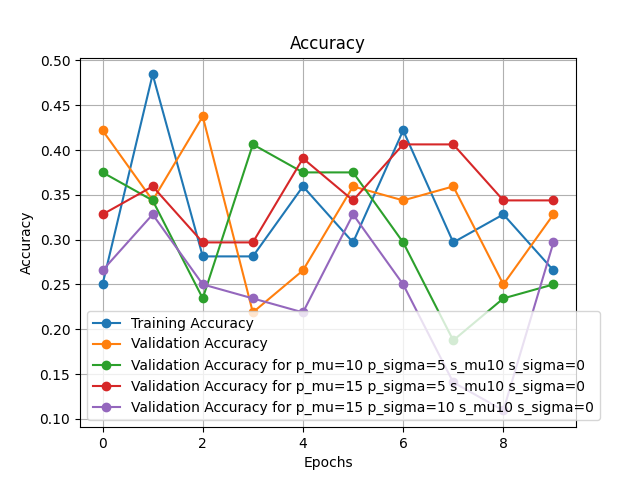 Accuracy
0.50
0.45
0.40
0.35
0.30
0.25
0.20
0.15
0.10
Accuracy
Training Accuracy
Validation Accuracy
Validation Accuracy for p_mu=10 p_sigma=5 s_mu10 s_sigma=0
Validation Accuracy for p_mu=15 p_sigma=5 s_mu10 s_sigma=0
Validation Accuracy for p_mu=15 p_sigma=10 s_mu10 s_sigma=0
0 2 4 6 8
Epochs